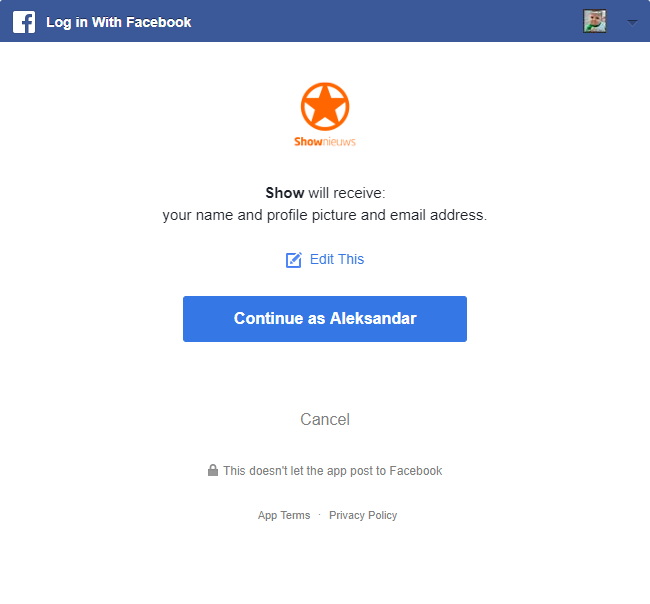 Log in With Facebook
Shownieuws
Show will receive:
your name and profile picture and email address.
Edit This
Continue as Aleksandar
Cancel
This doesn't let the app post to Facebook
App Terms · Privacy Policy